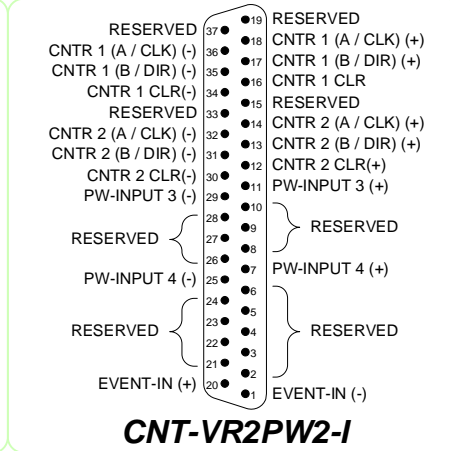 RESERVED 37 19 RESERVED
CNTR 1 (A / CLK) (-) 36 18 CNTR 1 (A / CLK) (+)
CNTR 1 (B / DIR) (-) 35 17 CNTR 1 (B / DIR) (+)
CNTR 1 CLR(-) 34 16 CNTR 1 CLR
RESERVED 33 15 RESERVED
CNTR 2 (A / CLK) (-) 32 14 CNTR 2 (A / CLK) (+)
CNTR 2 (B / DIR) (-) 31 13 CNTR 2 (B / DIR) (+)
CNTR 2 CLR(-) 30 12 CNTR 2 CLR(+)
PW-INPUT 3 (-) 29 11 PW-INPUT 3 (+)
28 10
RESERVED 27 9 RESERVED
26 8
PW-INPUT 4 (-) 25 7 PW-INPUT 4 (+)
24 6
23 5
RESERVED 22 4 RESERVED
21 3
2
EVENT-IN (+) 20 1 EVENT-IN (-)
CNT-VR2PW2-I